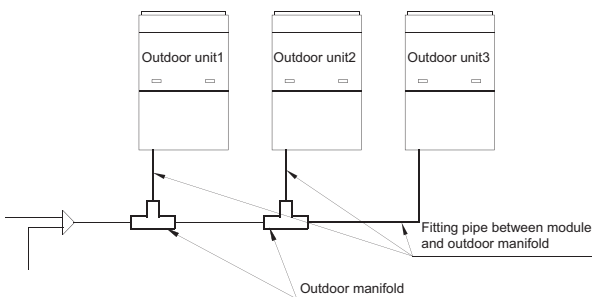 Outdoor unit1
Outdoor unit2
Outdoor unit3
Fitting pipe between module
and outdoor manifold
Outdoor manifold